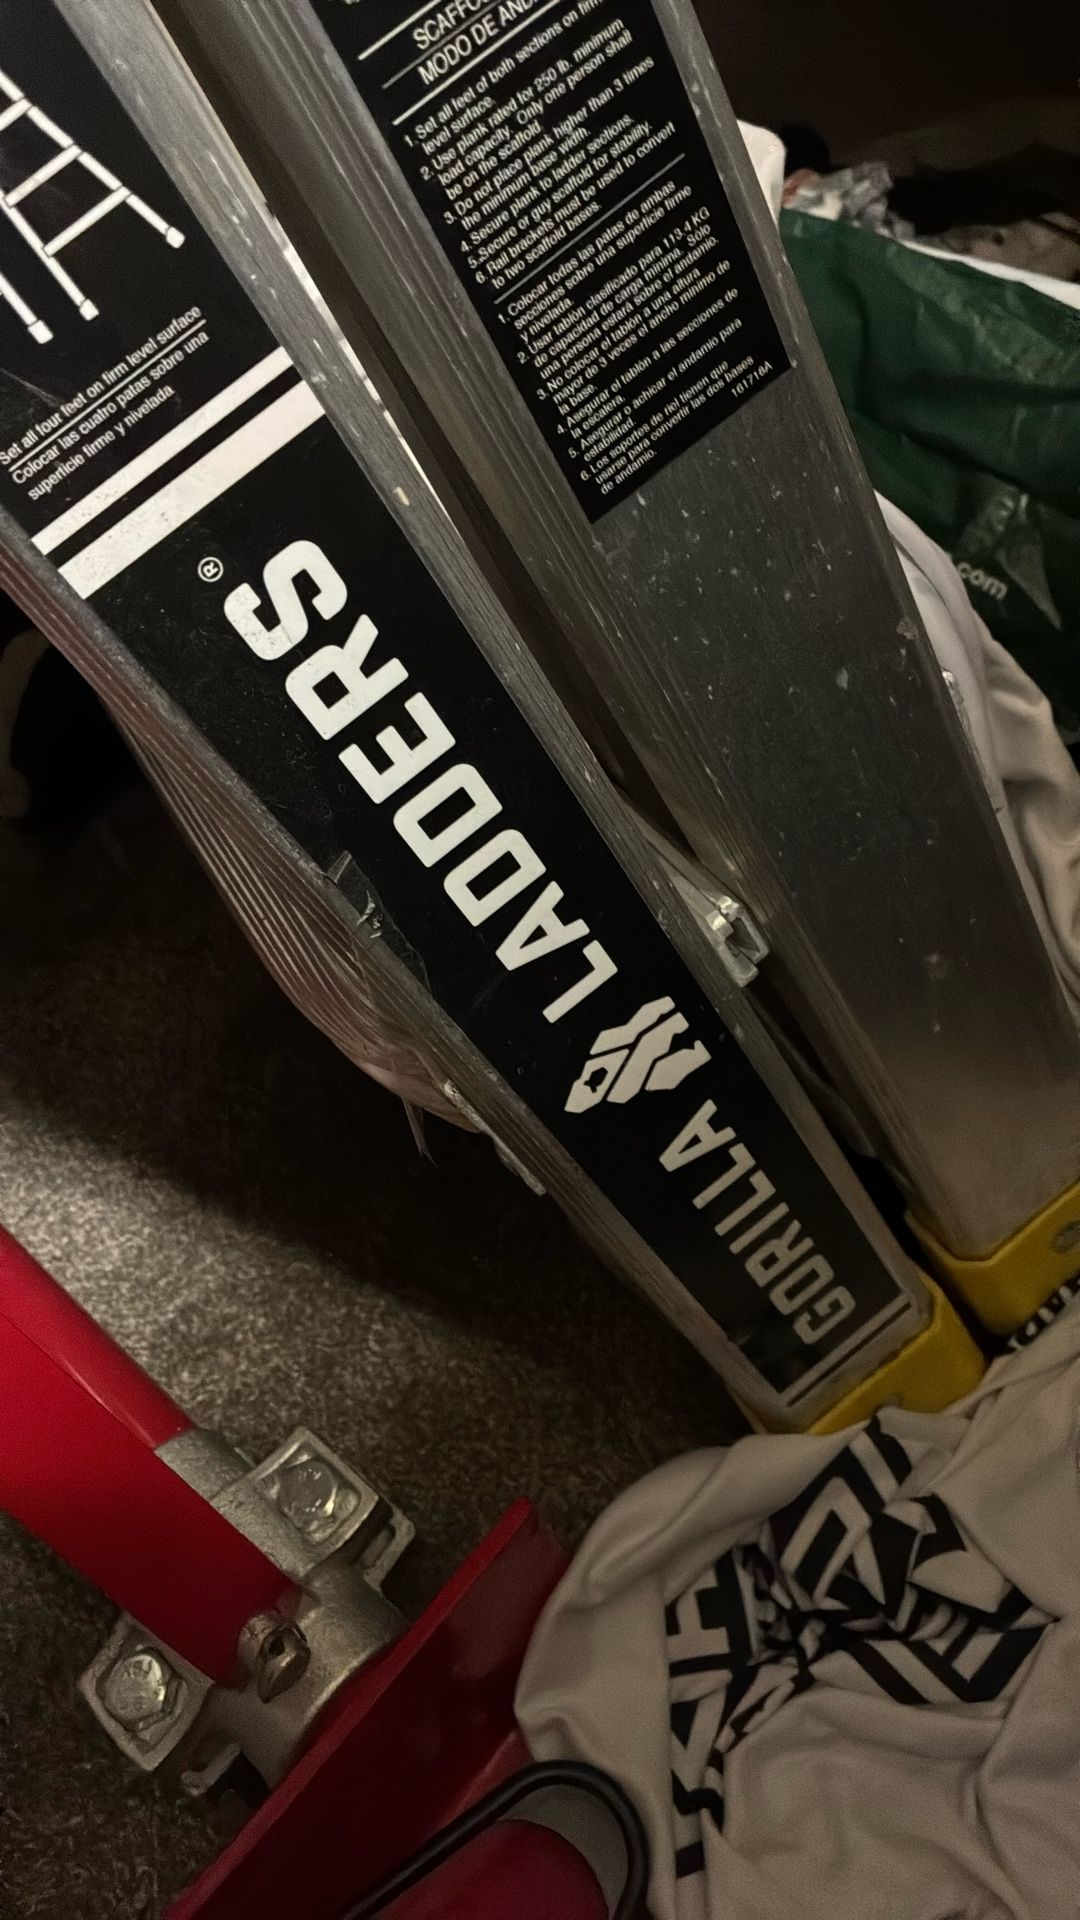 MODO DE
1. Set all feet of both sections on firm
level surface.
2. Use plank rated for 250 lb. minimum
load capacity. Only one person shall
be on the scaffold.
3. Do not place plank higher than 3 times
the minimum base width.
4. Secure plank to ladder sections.
5. Secure or guy scaffold for stability.
6. Rail brackets must be used to convert
to two scaffold bases.
1. Colocar todas las patas de ambas
secciones sobre una superficie firme
y nivelada.
2. Usar tablón clasificado para 113.4 KG
de capacidad de carga mínima. Sólo
una persona estará sobre el andamio.
3. No colocar el tablón a una altura
mayor de 3 veces el ancho mínimo de
la base.
4. Asegurar el tablón a las secciones de
la escalera.
5. Asegurar o achicar el andamio para
estabilidad.
6. Los soportes de riel tienen que
usarse para convertir las dos bases
de andamio.
101718A
Set all four feet on firm level surface
Colocar las cuatro patas sobre una
superficie firme y nivelada
GORILLA LADDERS®
.com